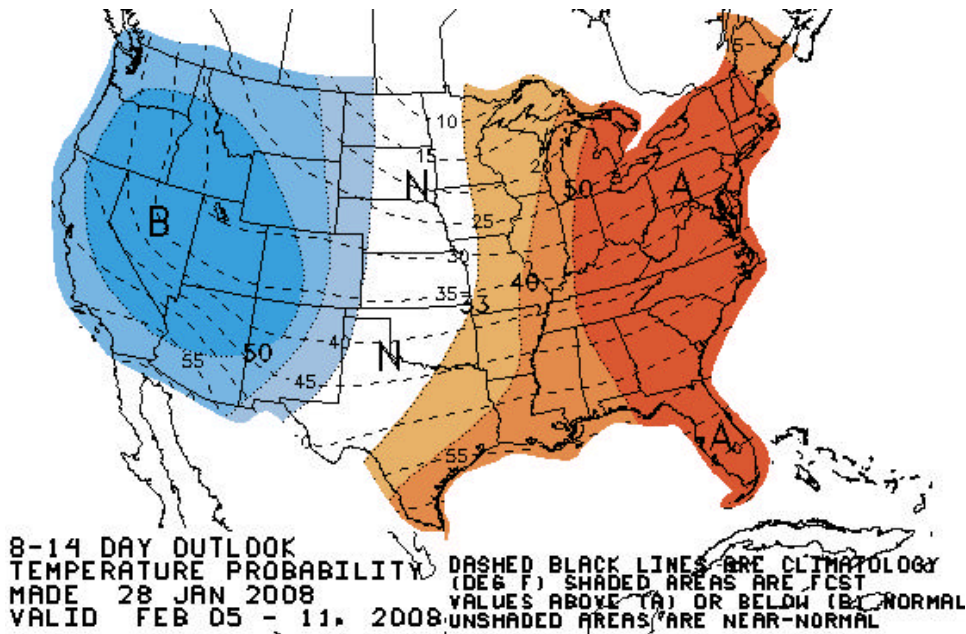 15
10
15
N
20
50
A
B
25
30
40
35
33
40
N
50
55
45
A
55
8-14 DAY OUTLOOK
TEMPERATURE PROBABILITY
MADE 28 JAN 2008
VALID FEB 05 - 11, 2008
DASHED BLACK LINES ARE CLIMATOLOGY
(DEG F) SHADED AREAS ARE FCST
VALUES ABOVE (A) OR BELOW (B) NORMAL
UNSHADED AREAS ARE NEAR-NORMAL